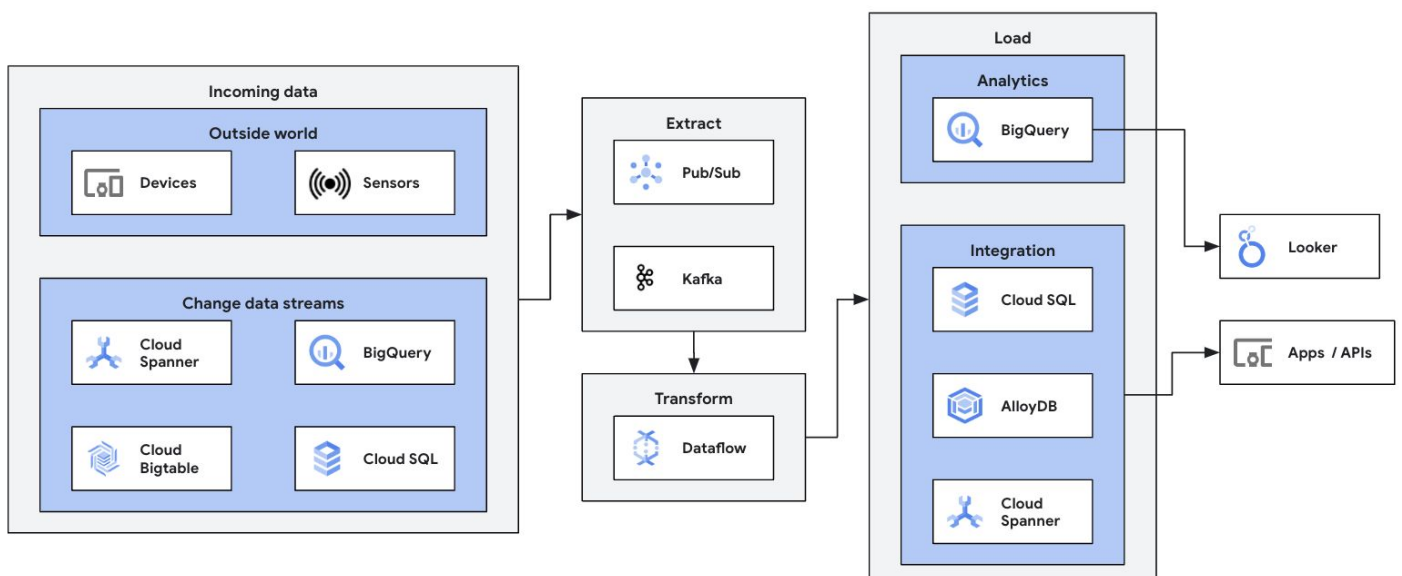 Incoming data
Outside world
Devices
Sensors
Change data streams
Cloud
Spanner
BigQuery
Cloud
Bigtable
Cloud SQL
Extract
Pub/Sub
Kafka
Transform
Dataflow
Load
Analytics
BigQuery
Integration
Cloud SQL
AlloyDB
Cloud
Spanner
Looker
Apps / APIs